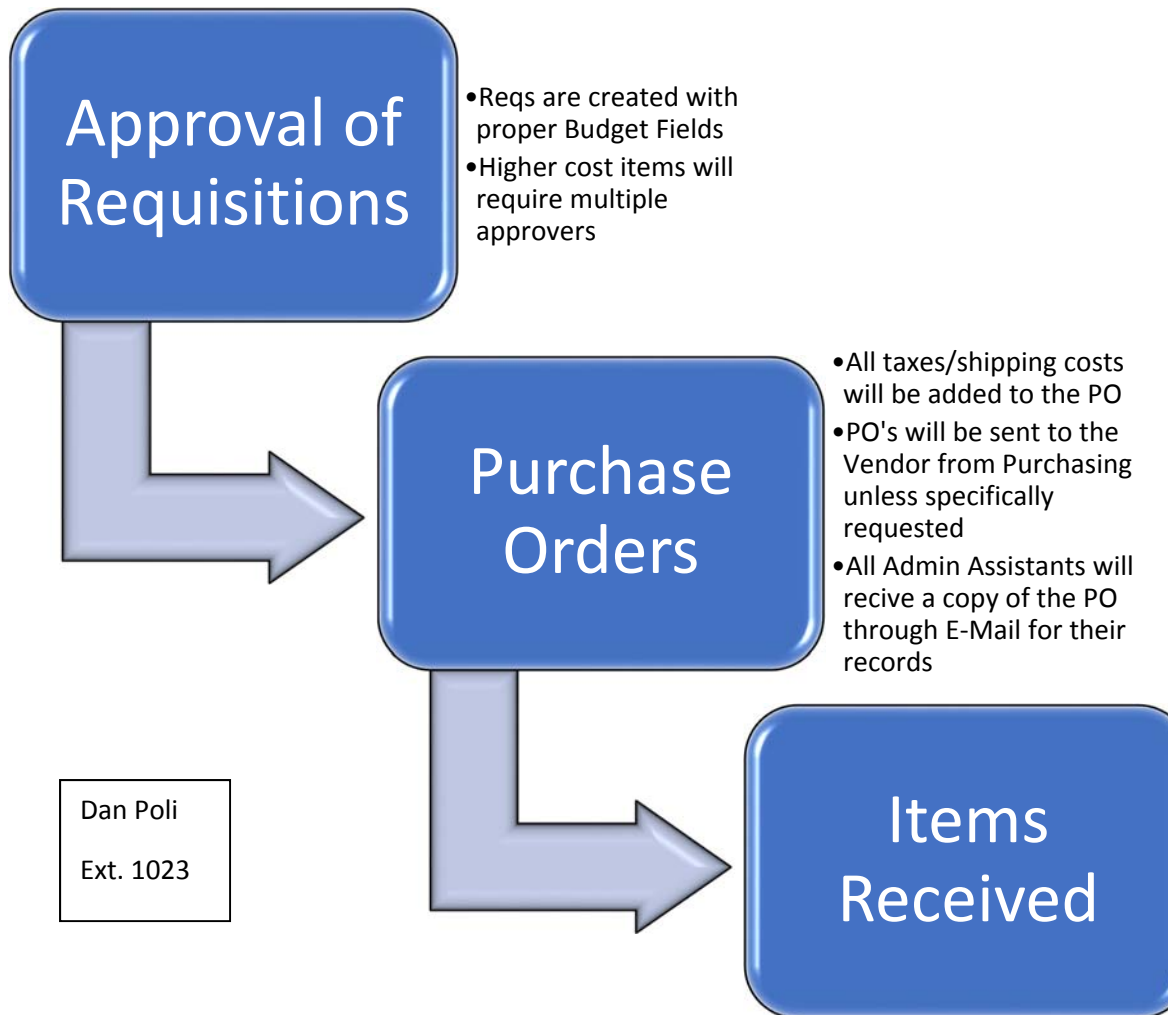 Approval of
Requisitions
•Reqs are created with
proper Budget Fields
•Higher cost items will
require multiple
approvers
Purchase
Orders
•All taxes/shipping costs
will be added to the PO
•PO's will be sent to the
Vendor from Purchasing
unless specifically
requested
•All Admin Assistants will
recive a copy of the PO
through E-Mail for their
records
Items
Received
Dan Poli
Ext. 1023